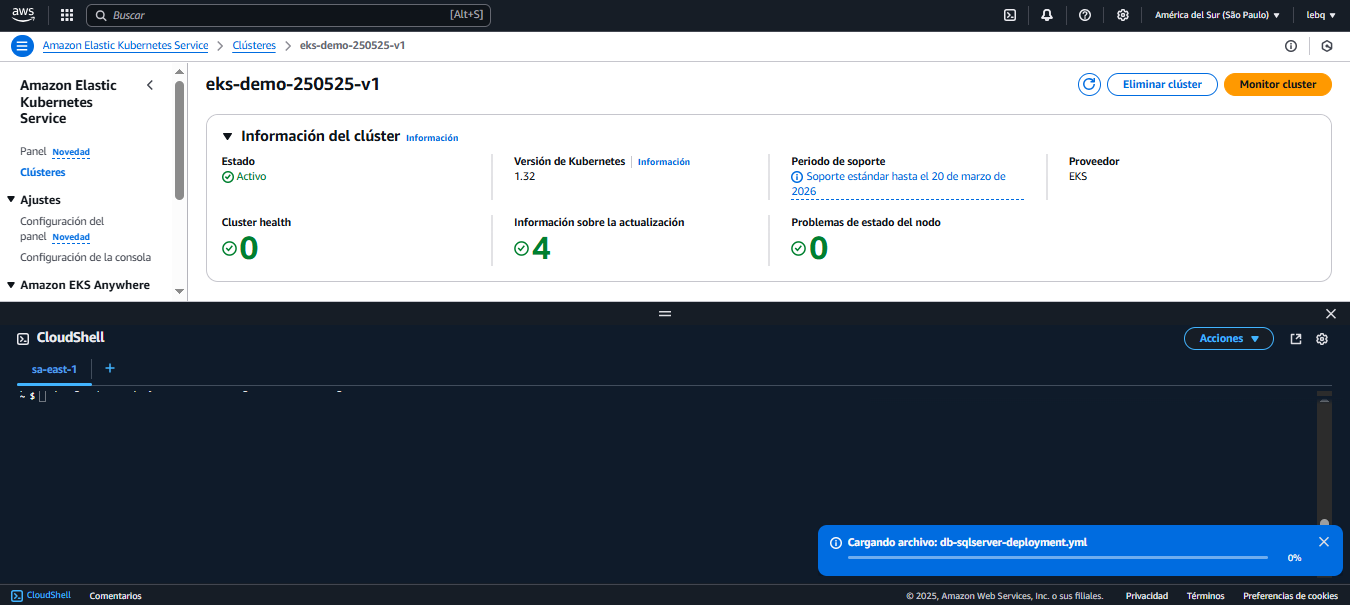 aws
Buscar [Alt+S]
América del Sur (São Paulo) ▼ lebq ▼
Amazon Elastic Kubernetes Service > Clústeres > eks-demo-250525-v1
Amazon Elastic
Kubernetes
Service
Panel Novedad
Clústeres
▼ Ajustes
Configuración del
panel Novedad
Configuración de la consola
▼ Amazon EKS Anywhere
eks-demo-250525-v1
Eliminar clúster
Monitor cluster
▼ Información del clúster Información
Estado
Activo
Versión de Kubernetes | Información
1.32
Periodo de soporte
Soporte estándar hasta el 20 de marzo de
2026
Proveedor
EKS
Cluster health
0
Información sobre la actualización
4
Problemas de estado del nodo
0
CloudShell
Acciones ▼
sa-east-1 +
~ $
Cargando archivo: db-sqlserver-deployment.yml
0%
CloudShell Comentarios
© 2025, Amazon Web Services, Inc. o sus filiales. Privacidad Términos Preferencias de cookies